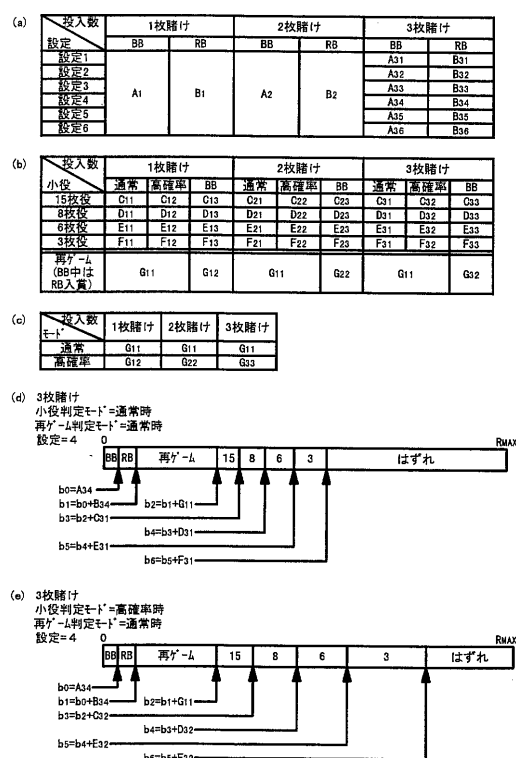 (a)
投入数 1枚賭け 2枚賭け 3枚賭け
設定 BB RB BB RB BB RB
設定1 A1 B1 A2 B2 A31 B31
設定2 A32 B32
設定3 A33 B33
設定4 A34 B34
設定5 A35 B35
設定6 A36 B36
(b)
投入数 1枚賭け 2枚賭け 3枚賭け
小役 通常 高確率 BB 通常 高確率 BB 通常 高確率 BB
15枚役 C11 C12 C13 C21 C22 C23 C31 C32 C33
8枚役 D11 D12 D13 D21 D22 D23 D31 D32 D33
6枚役 E11 E12 E13 E21 E22 E23 E31 E32 E33
3枚役 F11 F12 F13 F21 F22 F23 F31 F32 F33
再ゲーム
(BB中は
RB入賞) G11 G12 G11 G22 G11 G32
(c)
投入数 1枚賭け 2枚賭け 3枚賭け
モード
通常 G11 G11 G11
高確率 G12 G22 G33
(d) 3枚賭け
小役判定モード=通常時
再ゲーム判定モード=通常時
設定=4 0 RMAX
BB RB 再ゲーム 15 8 6 3 はずれ
b0=A34
b1=b0+B34 b2=b1+G11
b3=b2+C31
b4=b3+D31
b5=b4+E31
b6=b5+F31
(e) 3枚賭け
小役判定モード=高確率時
再ゲーム判定モード=通常時
設定=4 0 RMAX
BB RB 再ゲーム 15 8 6 3 はずれ
b0=A34
b1=b0+B34 b2=b1+G11
b3=b2+C32
b4=b3+D32
b5=b4+E32
b6=b5+F32